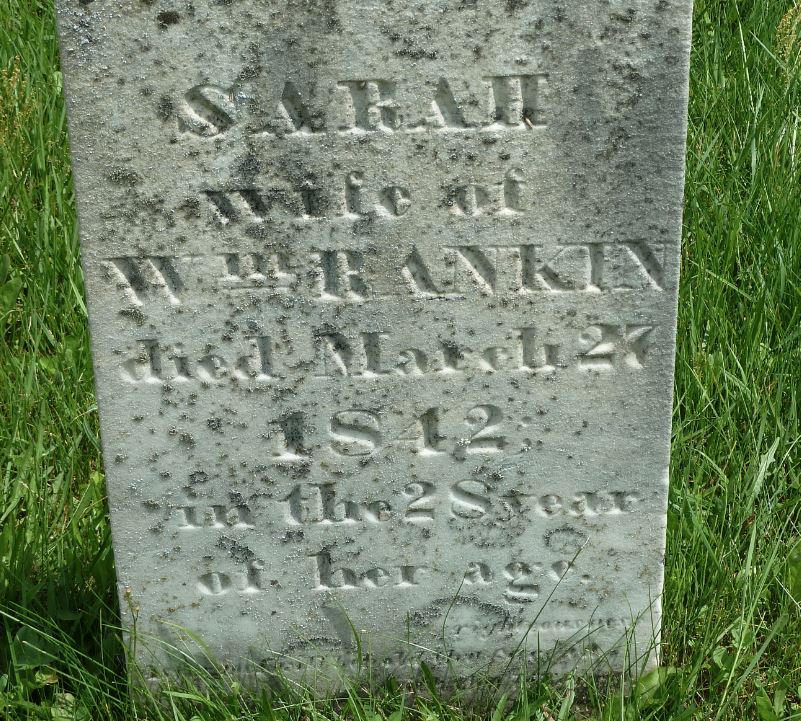 SARAH
wife of
Wm RANKIN
died March 27
1842
in the 28 year
of her age.